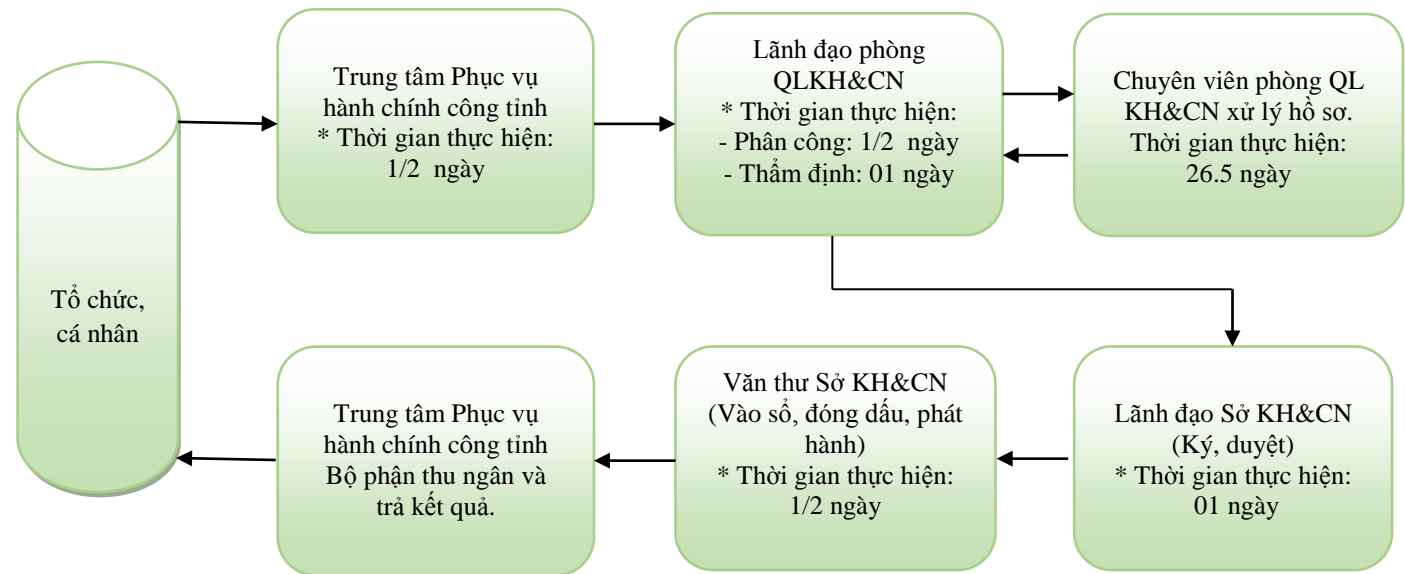 Tổ chức,
cá nhân
Trung tâm Phục vụ
hành chính công tỉnh
* Thời gian thực hiện:
1/2 ngày
Lãnh đạo phòng
QLKH&CN
* Thời gian thực hiện:
- Phân công: 1/2 ngày
- Thẩm định: 01 ngày
Chuyên viên phòng QL
KH&CN xử lý hồ sơ.
Thời gian thực hiện:
26.5 ngày
Lãnh đạo Sở KH&CN
(Ký, duyệt)
* Thời gian thực hiện:
01 ngày
Văn thư Sở KH&CN
(Vào sổ, đóng dấu, phát
hành)
* Thời gian thực hiện:
1/2 ngày
Trung tâm Phục vụ
hành chính công tỉnh
Bộ phận thu ngân và
trả kết quả.